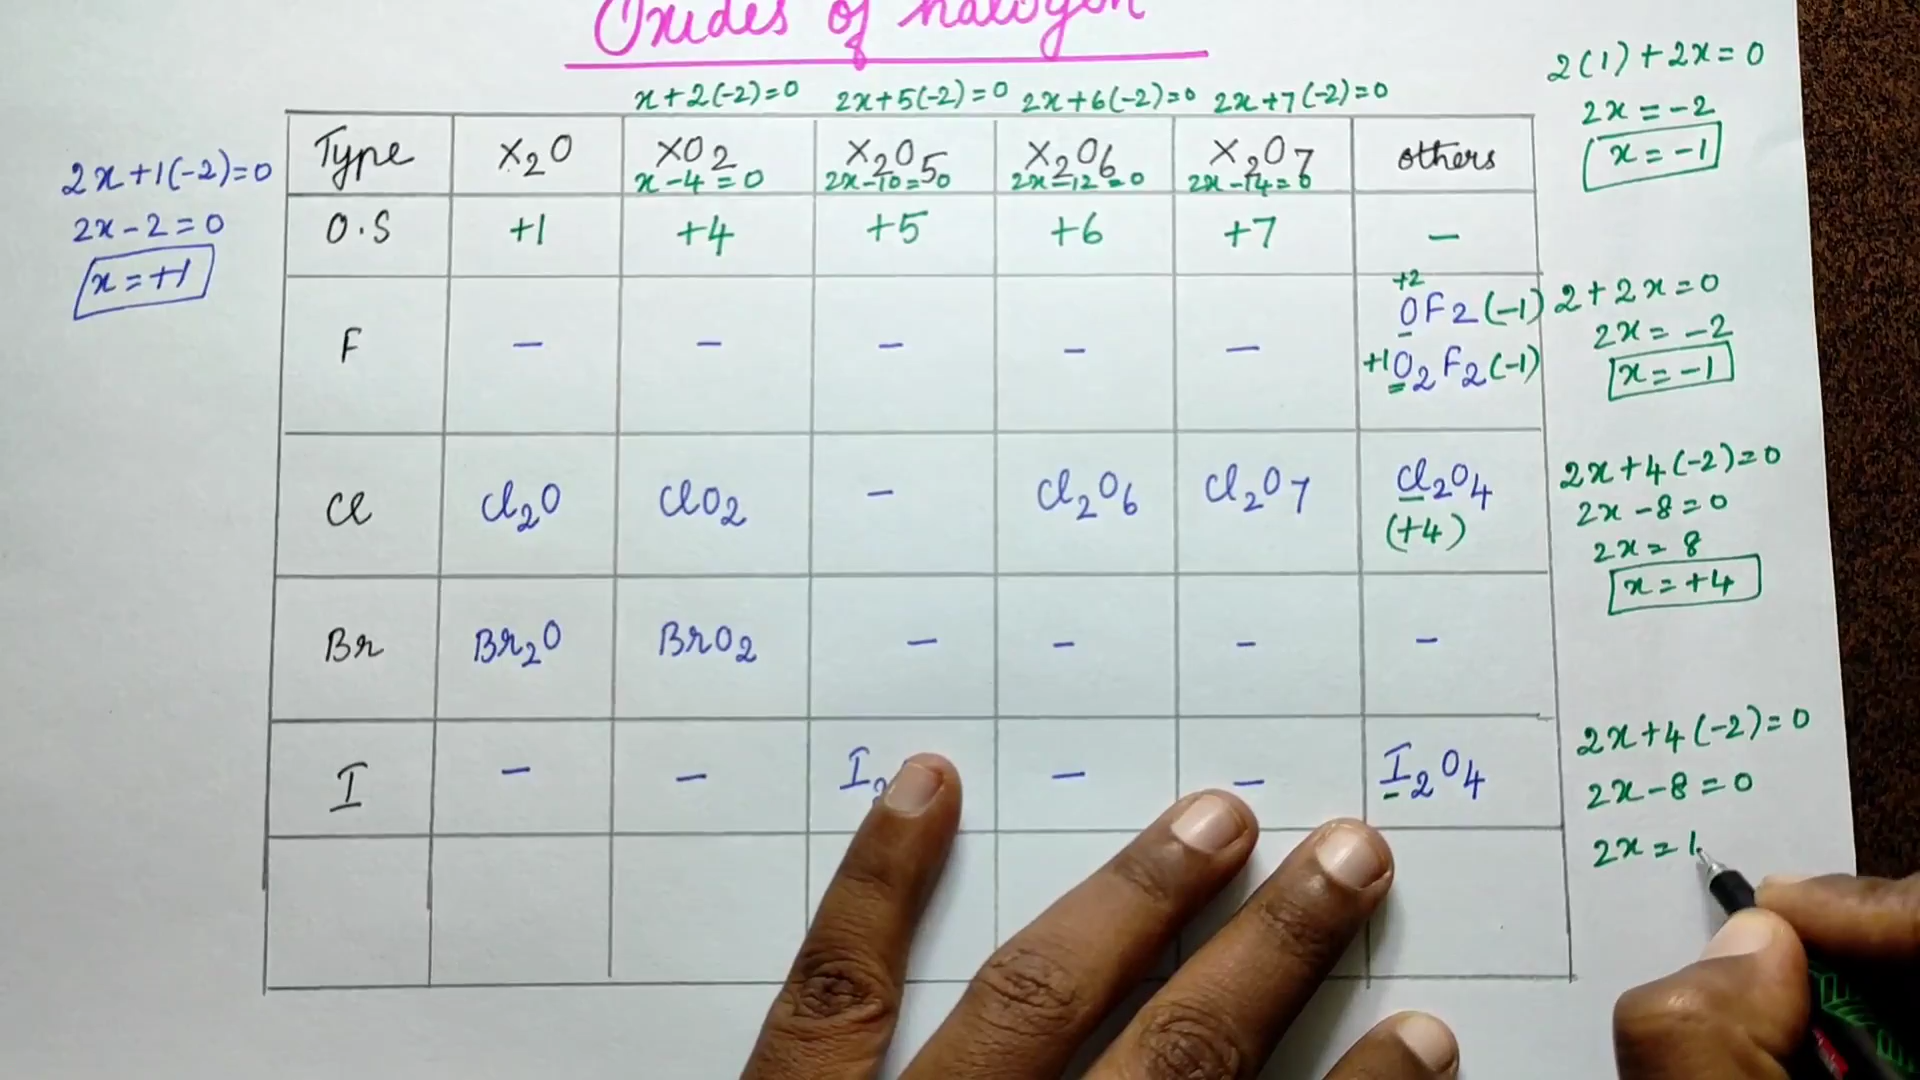 Oxides of halogen
x+2(-2)=0 2x+5(-2)=0 2x+6(-2)=0 2x+7(-2)=0
Type X₂O XO₂ X₂O₅ X₂O₆ X₂O₇ others
x-4=0 2x-10=0 2x-12=0 2x-14=0
O.S +1 +4 +5 +6 +7 -
F - - - - - +2
OF₂(-1)
+1O₂F₂(-1)
Cl Cl₂O ClO₂ - Cl₂O₆ Cl₂O₇ Cl₂O₄
(+4)
Br Br₂O BrO₂ - - - -
I - - I₂ - - I₂O₄
2x+1(-2)=0
2x-2=0
x=+1
2(1)+2x=0
2x=-2
x=-1
2+2x=0
2x=-2
x=-1
2x+4(-2)=0
2x-8=0
2x=8
x=+4
2x+4(-2)=0
2x-8=0
2x=